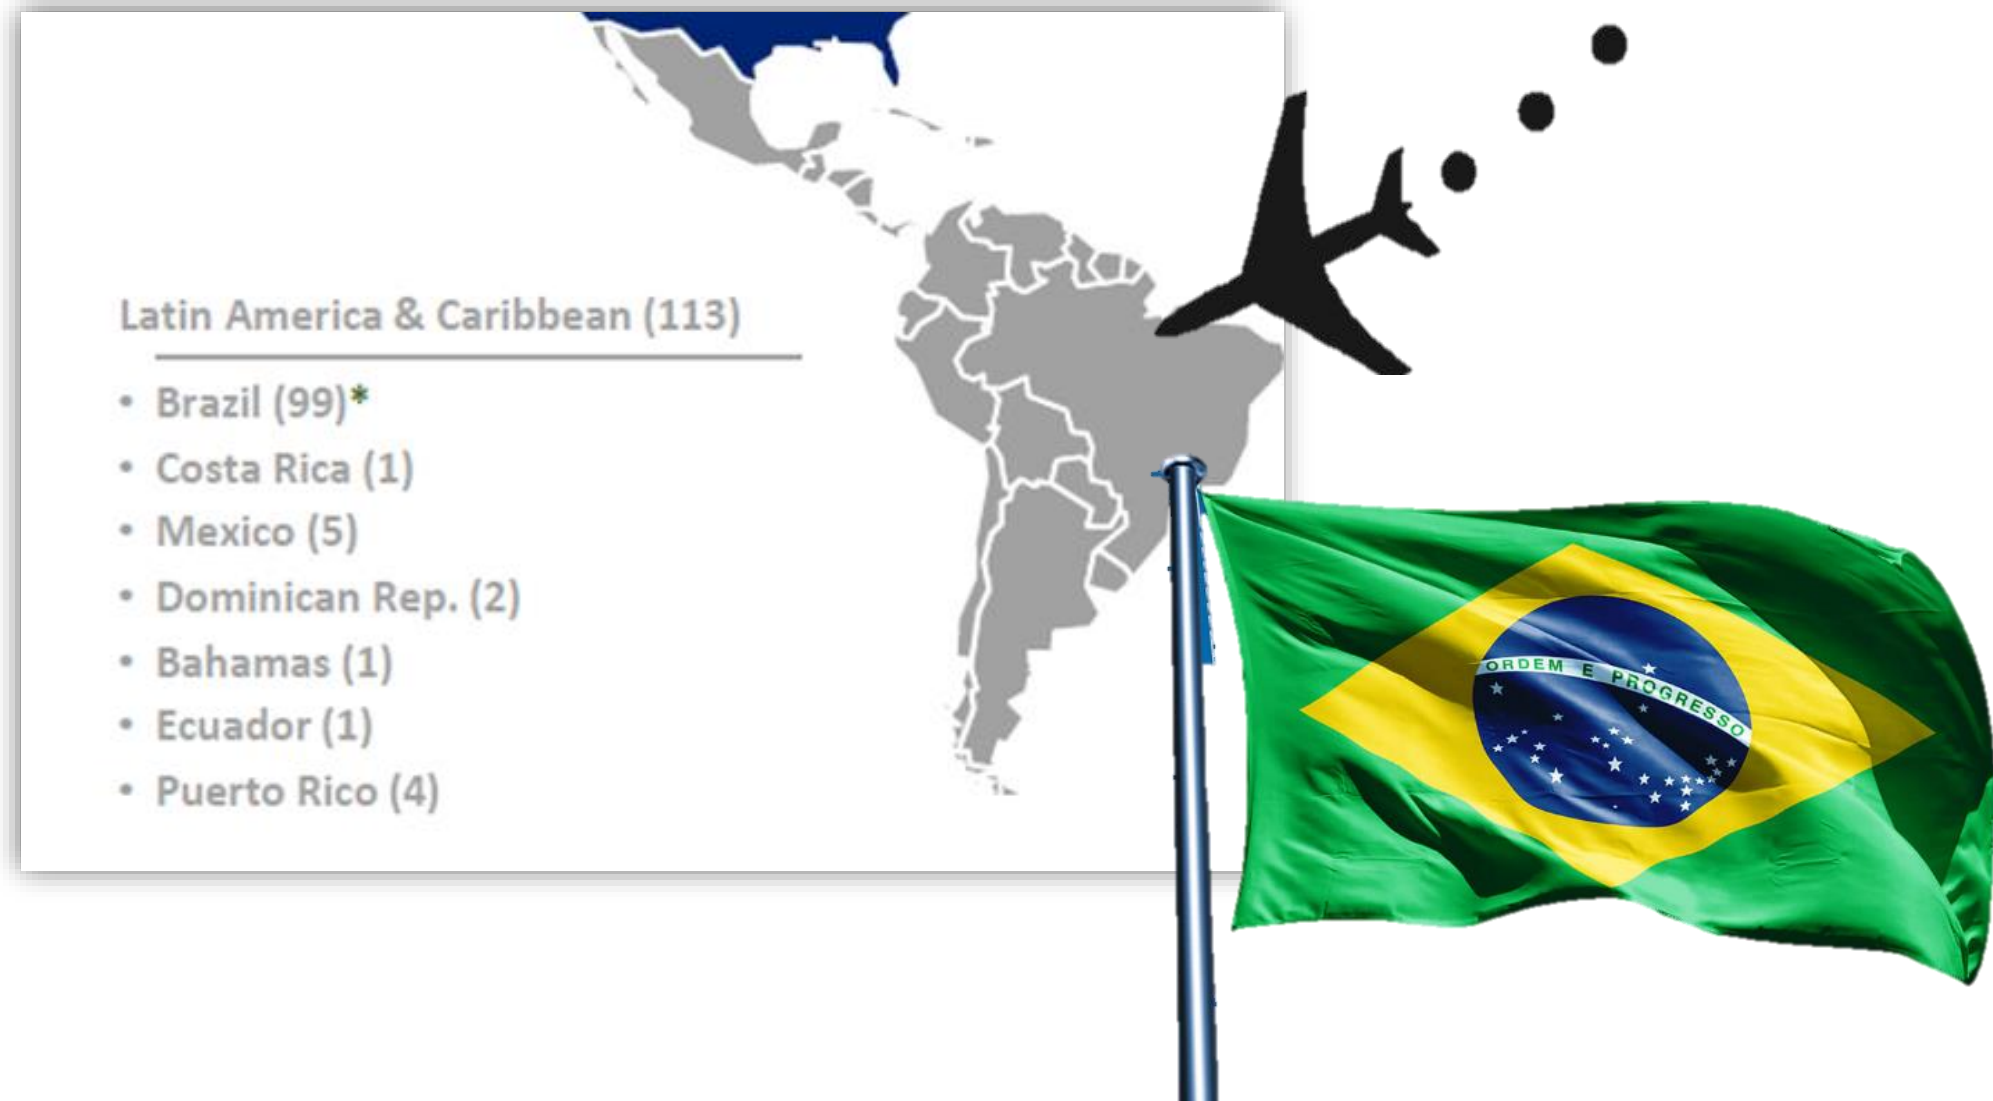 Latin America & Caribbean (113)
• Brazil (99)*
• Costa Rica (1)
• Mexico (5)
• Dominican Rep. (2)
• Bahamas (1)
• Ecuador (1)
• Puerto Rico (4)
ORDEM E PROGRESSO